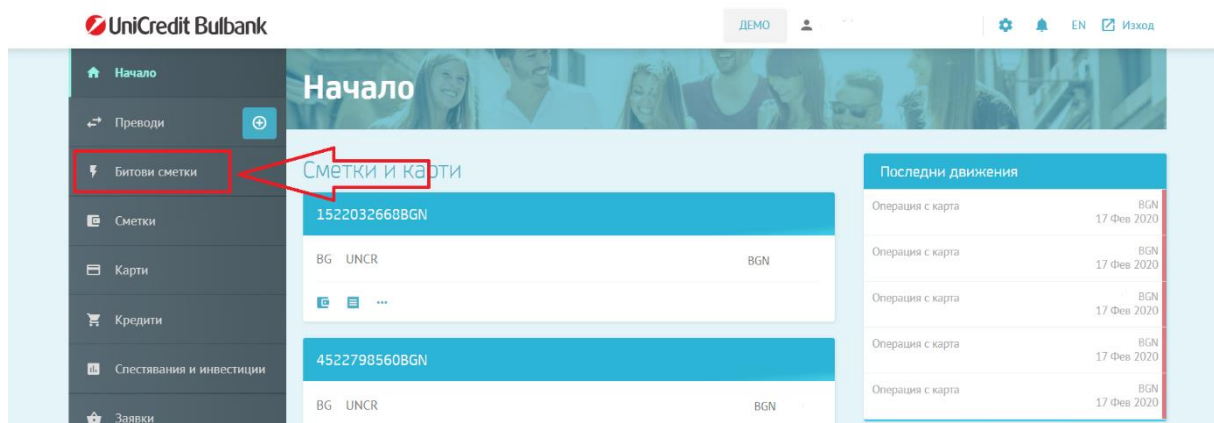 UniCredit Bulbank
ДЕМО
EN
Изход
Начало
Преводи
Битови сметки
Сметки
Карти
Кредити
Спестявания и инвестиции
Заявки
Начало
Сметки и карти
1522032668BGN
BG UNCR BGN
4522798560BGN
BG UNCR BGN
Последни движения
Операция с карта BGN
17 Фев 2020
Операция с карта BGN
17 Фев 2020
Операция с карта BGN
17 Фев 2020
Операция с карта BGN
17 Фев 2020
Операция с карта BGN
17 Фев 2020